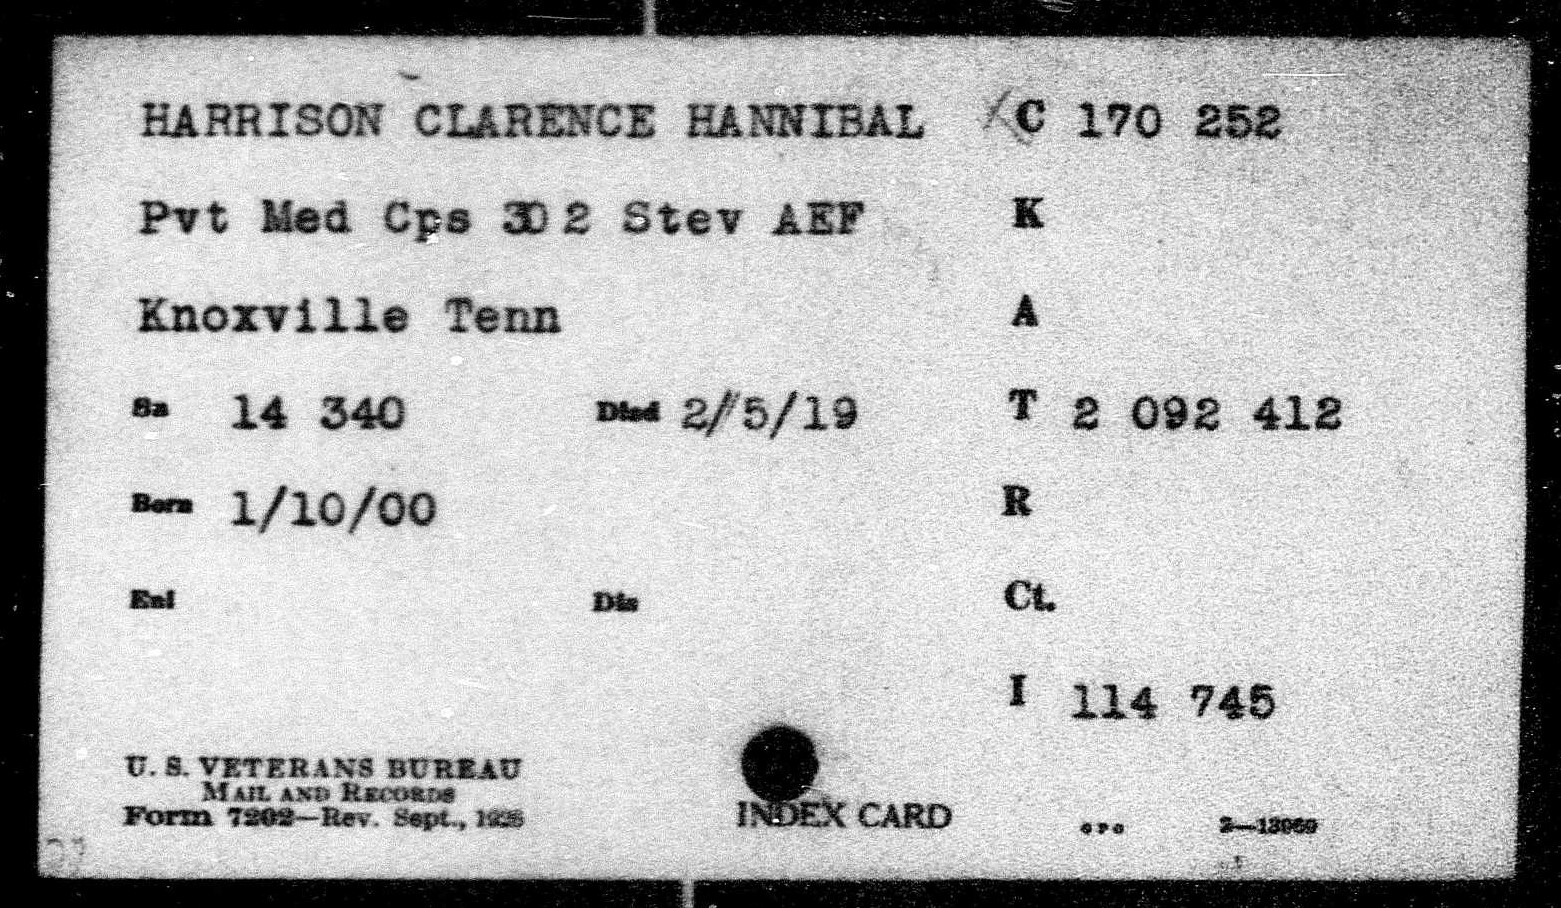 HARRISON CLARENCE HANNIBAL C 170 252
Pvt Med Cps 302 Stev AEF K
Knoxville Tenn A
Sa 14 340 Died 2/5/19 T 2 092 412
Born 1/10/00 R
Enl Dis Ct.
I 114 745
U. S. VETERANS BUREAU
MAIL AND RECORDS
Form 7202—Rev. Sept., 1926
INDEX CARD
GPO